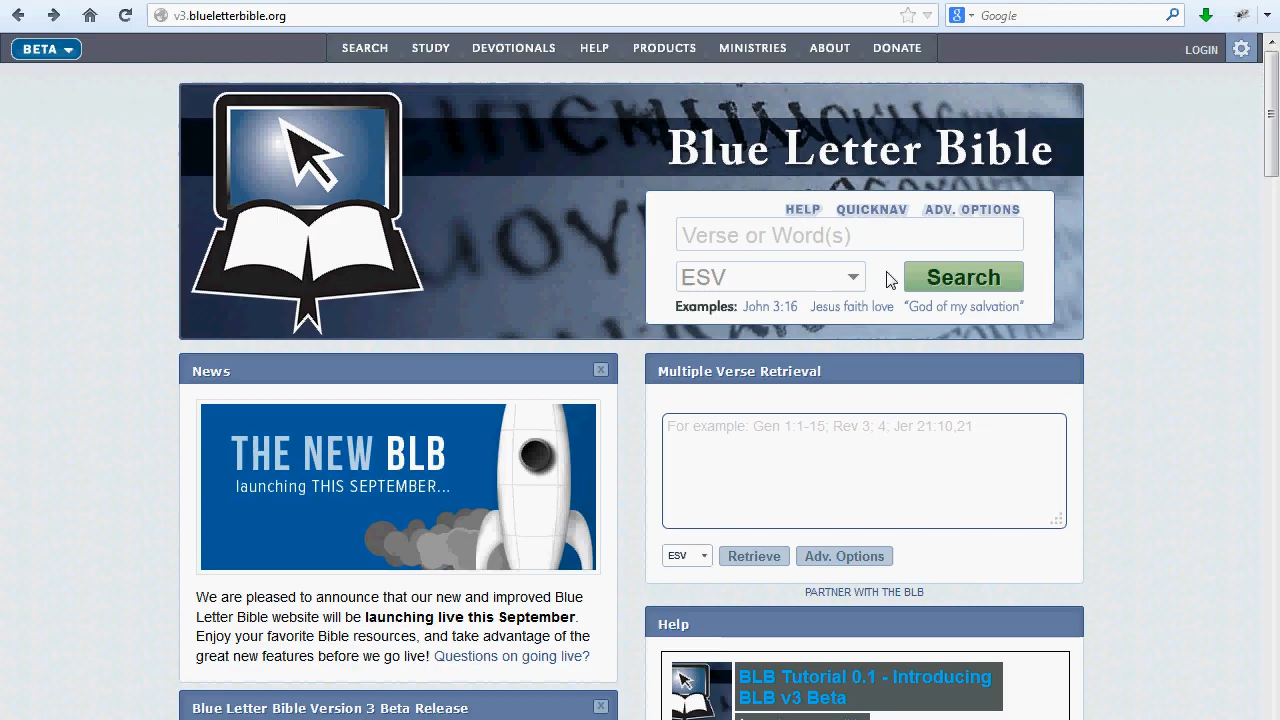 v3.blueletterbible.org
Google
BETA
SEARCH STUDY DEVOTIONALS HELP PRODUCTS MINISTRIES ABOUT DONATE
LOGIN
Blue Letter Bible
HELP QUICKNAV ADV. OPTIONS
Verse or Word(s)
ESV
Search
Examples: John 3:16 Jesus faith love “God of my salvation”
News
THE NEW BLB
launching THIS SEPTEMBER...
We are pleased to announce that our new and improved Blue
Letter Bible website will be launching live this September.
Enjoy your favorite Bible resources, and take advantage of the
great new features before we go live! Questions on going live?
Blue Letter Bible Version 3 Beta Release
Multiple Verse Retrieval
For example: Gen 1:1-15; Rev 3; 4; Jer 21:10,21
ESV
Retrieve
Adv. Options
PARTNER WITH THE BLB
Help
BLB Tutorial 0.1 - Introducing
BLB v3 Beta